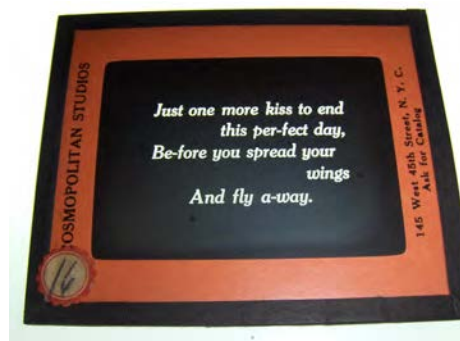 COSMOPOLITAN STUDIOS
Just one more kiss to end
this per-fect day,
Be-fore you spread your
wings
And fly a-way.
145 West 45th Street, N. Y. C.
Ask for Catalog
16